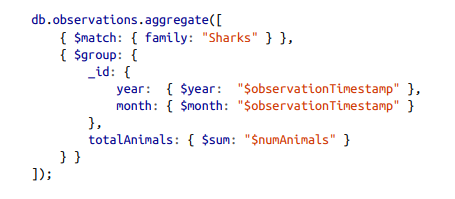 db.observations.aggregate([
    { $match: { family: "Sharks" } },
    { $group: {
        _id: {
            year:  { $year:  "$observationTimestamp" },
            month: { $month: "$observationTimestamp" }
        },
        totalAnimals: { $sum: "$numAnimals" }
    } }
]);